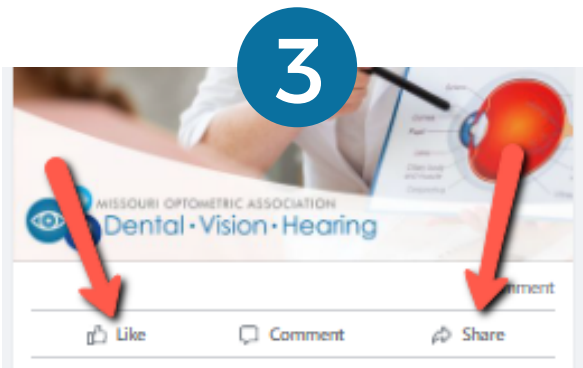 3
MISSOURI OPTOMETRIC ASSOCIATION
Dental • Vision • Hearing
Like
Comment
Share